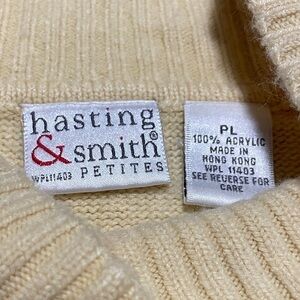 hasting
& smith®
WPL11403 PETITES
PL
100% ACRYLIC
MADE IN
HONG KONG
WPL 11403
SEE REVERSE FOR
CARE